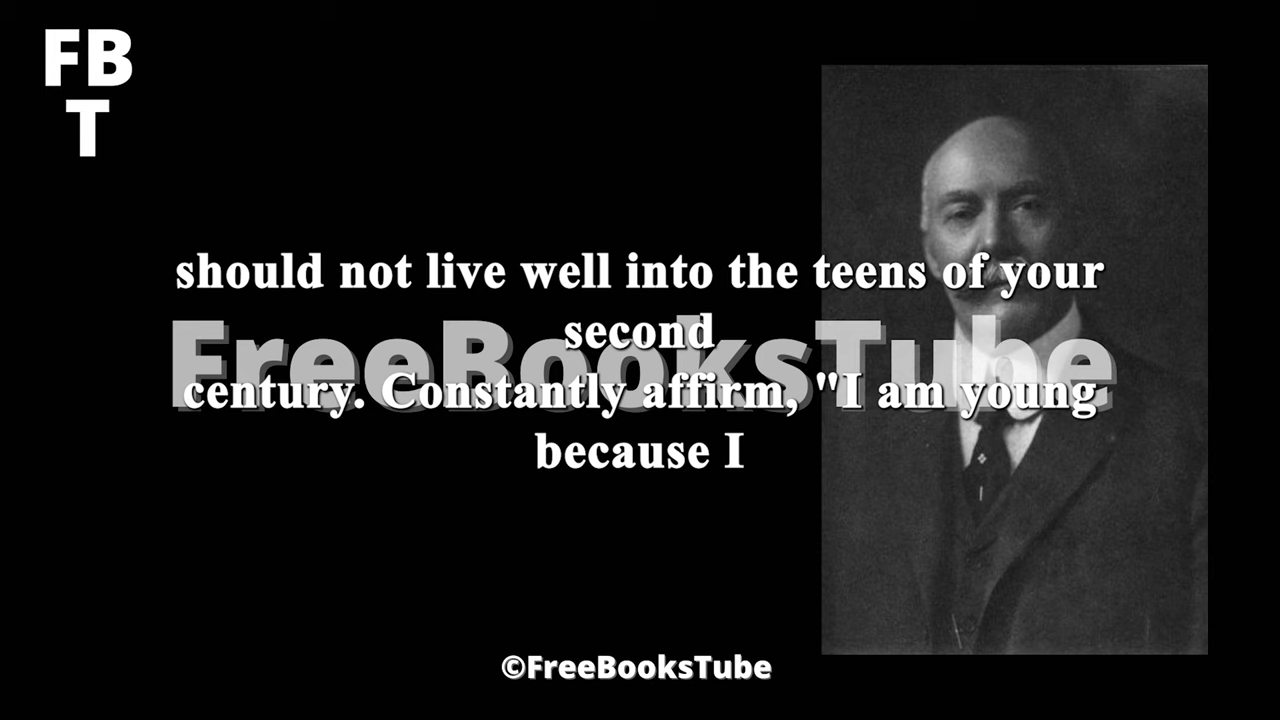 FB
T
should not live well into the teens of your
second
FreeBooksTube
century. Constantly affirm, "I am young
because I
©FreeBooksTube